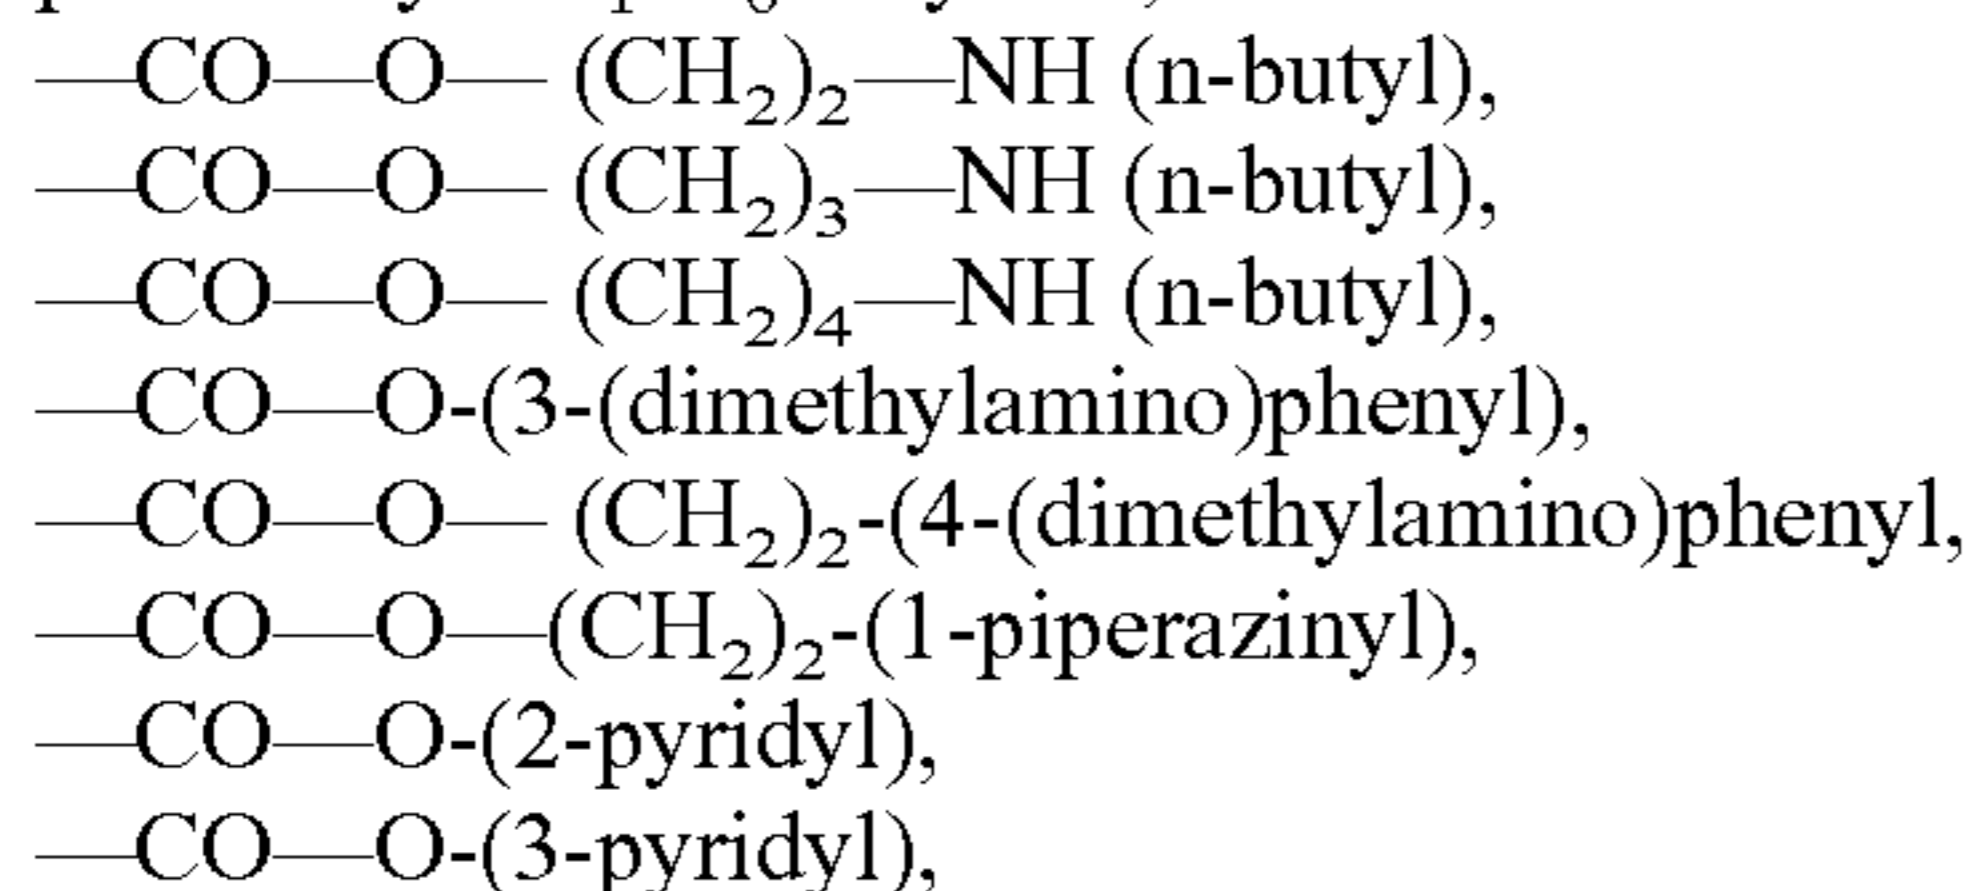 —CO—O— (CH₂)₂—NH (n-butyl),
—CO—O— (CH₂)₃—NH (n-butyl),
—CO—O— (CH₂)₄—NH (n-butyl),
—CO—O-(3-(dimethylamino)phenyl),
—CO—O— (CH₂)₂-(4-(dimethylamino)phenyl,
—CO—O—(CH₂)₂-(1-piperazinyl),
—CO—O-(2-pyridyl),
—CO—O-(3-pyridyl),